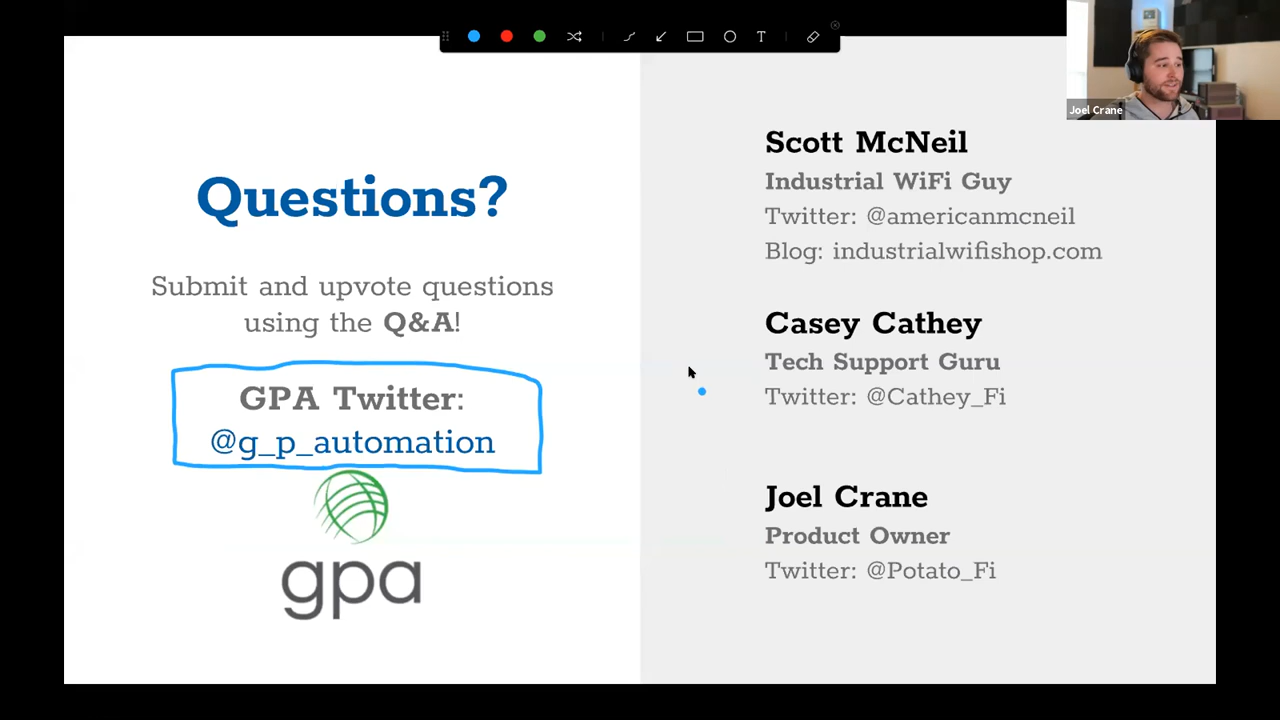 Joel Crane
Questions?
Submit and upvote questions
using the Q&A!
GPA Twitter:
@g_p_automation
gpa
Scott McNeil
Industrial WiFi Guy
Twitter: @americanmcneil
Blog: industrialwifishop.com
Casey Cathey
Tech Support Guru
Twitter: @Cathey_Fi
Joel Crane
Product Owner
Twitter: @Potato_Fi